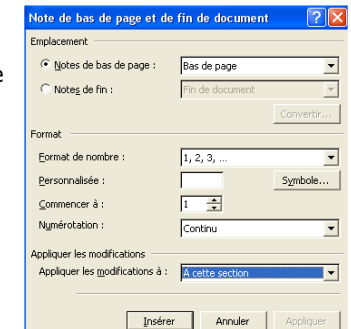 Note de bas de page et de fin de document
Emplacement
Notes de bas de page : Bas de page
e
Notes de fin : Fin de document
Convertir...
Format
Format de nombre : 1, 2, 3, ...
Personnalisée : Symbole...
Commencer à : 1
Numérotation : Continu
Appliquer les modifications
Appliquer les modifications à : À cette section
Insérer Annuler Appliquer